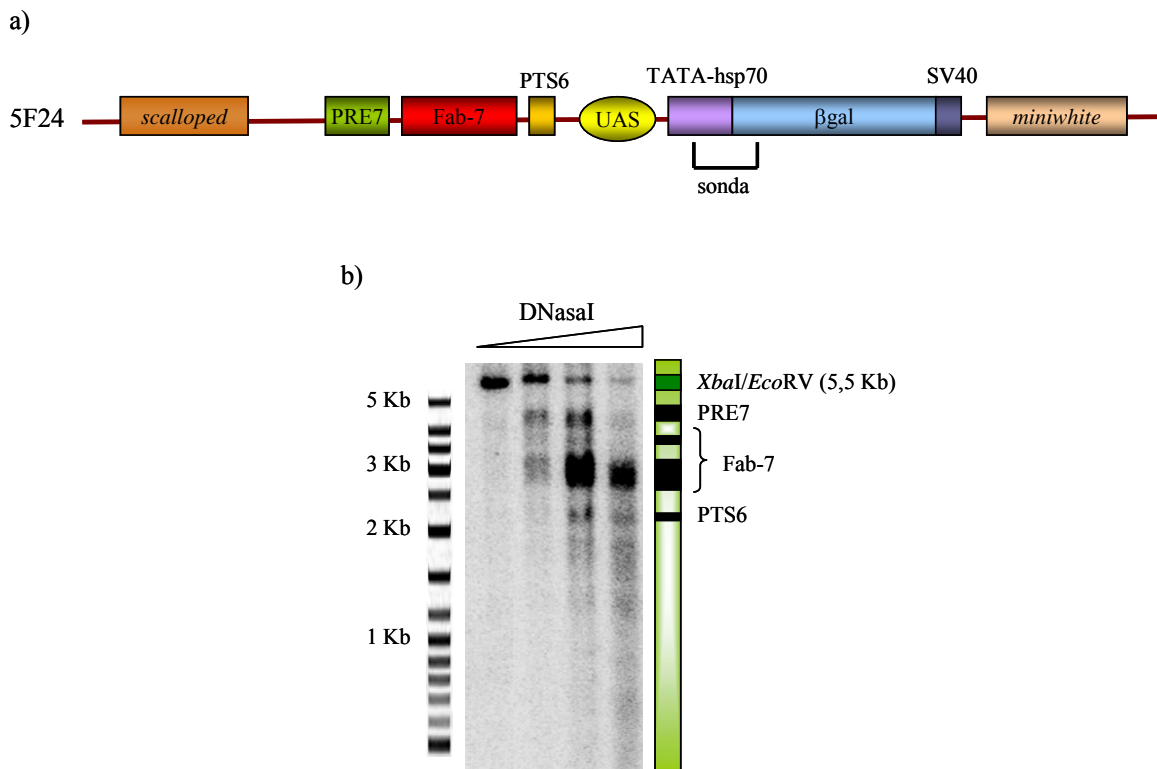 a)
PTS6 TATA-hsp70 SV40
5F24 scalloped PRE7 Fab-7 UAS βgal miniwhite
sonda
b)
DNasaI
XbaI/EcoRV (5,5 Kb)
5 Kb
PRE7
3 Kb
Fab-7
PTS6
2 Kb
1 Kb